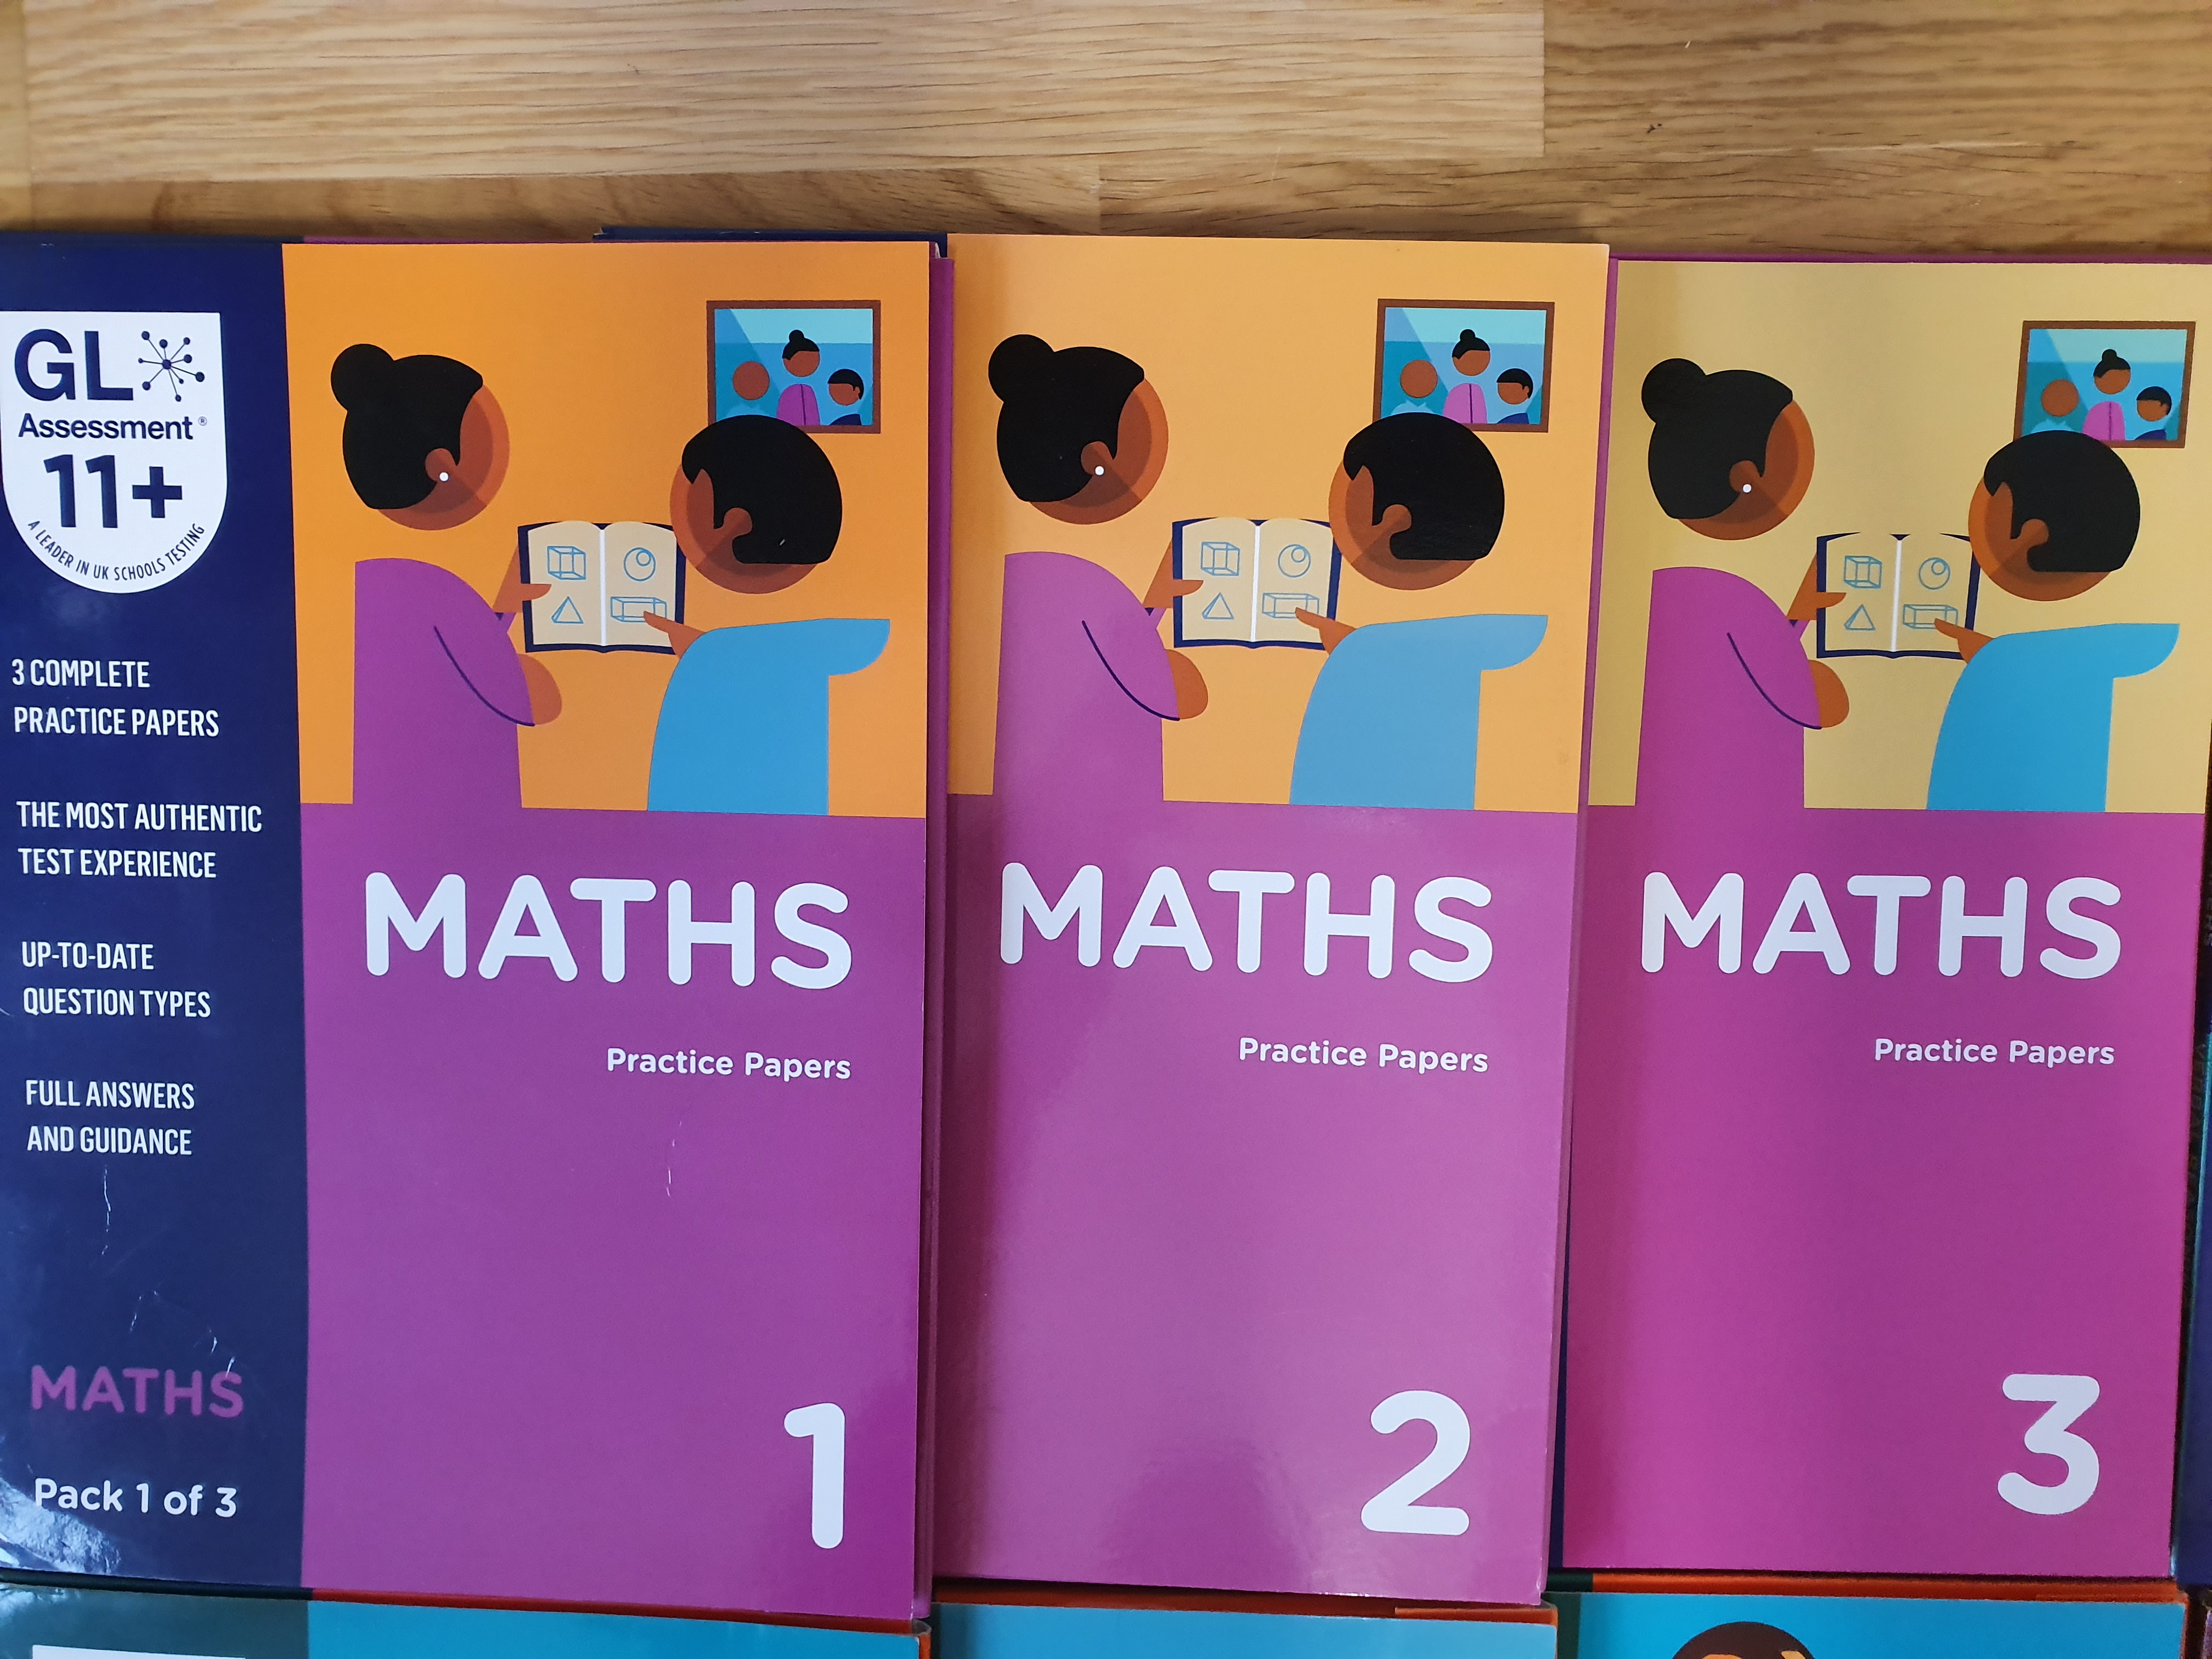 GL
Assessment®
11+
A LEADER IN UK SCHOOLS TESTING
3 COMPLETE
PRACTICE PAPERS
THE MOST AUTHENTIC
TEST EXPERIENCE
UP-TO-DATE
QUESTION TYPES
FULL ANSWERS
AND GUIDANCE
MATHS
Pack 1 of 3
MATHS
Practice Papers
1
MATHS
Practice Papers
2
MATHS
Practice Papers
3